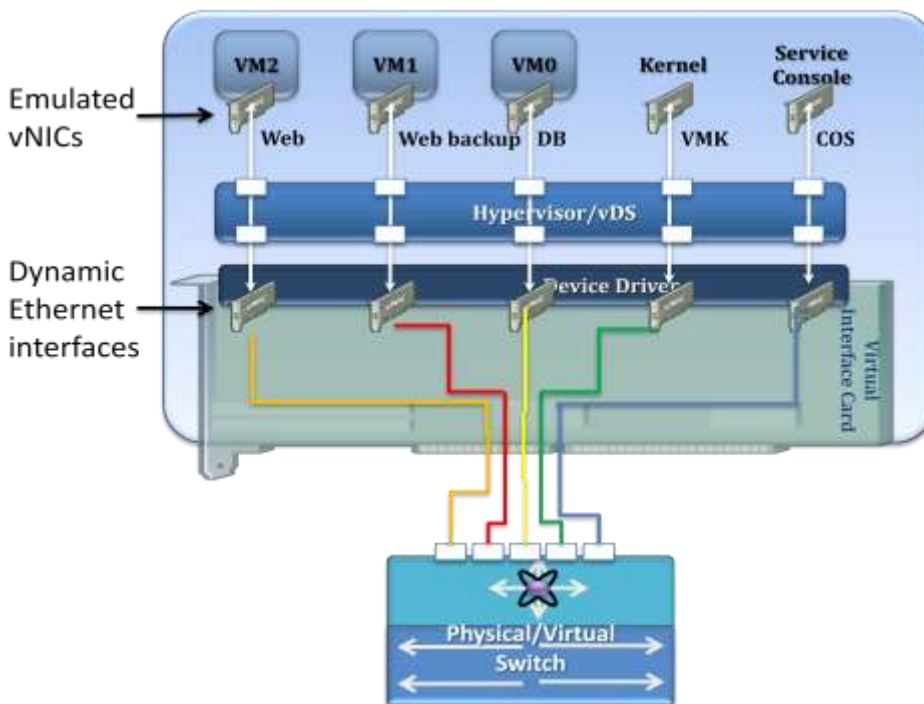 VM2
VM1
VM0
Kernel
Service
Console
Emulated
vNICs
Web
Web backup
DB
VMK
COS
Hypervisor/vDS
Dynamic
Ethernet
interfaces
Device Driver
Virtual
Interface Card
Physical/Virtual
Switch